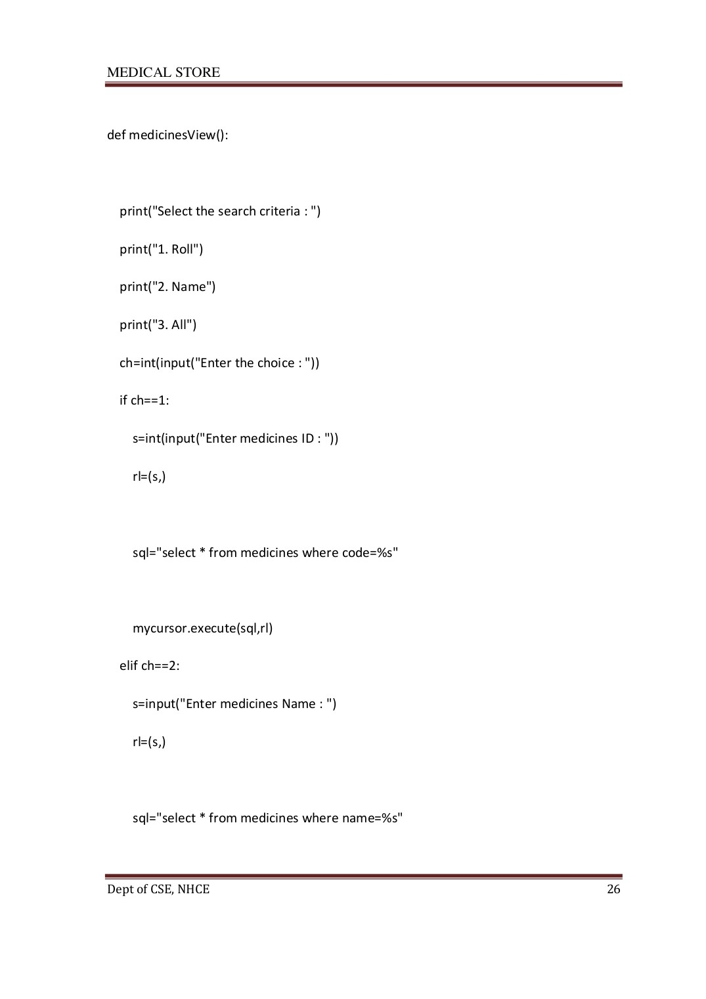 MEDICAL STORE
def medicinesView():
print("Select the search criteria : ")
print("1. Roll")
print("2. Name")
print("3. All")
ch=int(input("Enter the choice : "))
if ch==1:
s=int(input("Enter medicines ID : "))
rl=(s,)
sql="select * from medicines where code=%s"
mycursor.execute(sql,rl)
elif ch==2:
s=input("Enter medicines Name : ")
rl=(s,)
sql="select * from medicines where name=%s"
Dept of CSE, NHCE 26